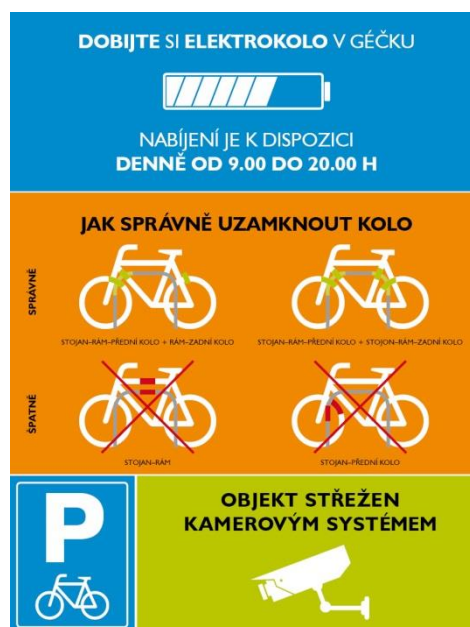 DOBIJTE SI ELEKTROKOLO V GÉČKU
NABÍJENÍ JE K DISPOZICI
DENNĚ OD 9.00 DO 20.00 H
JAK SPRÁVNĚ UZAMKNOUT KOLO
SPRÁVNĚ
STOJAN–RÁM–PŘEDNÍ KOLO + RÁM–ZADNÍ KOLO
STOJAN–RÁM–PŘEDNÍ KOLO + STOJON–RÁM–ZADNÍ KOLO
ŠPATNĚ
STOJAN–RÁM
STOJAN–PŘEDNÍ KOLO
P
OBJEKT STŘEŽEN
KAMEROVÝM SYSTÉMEM